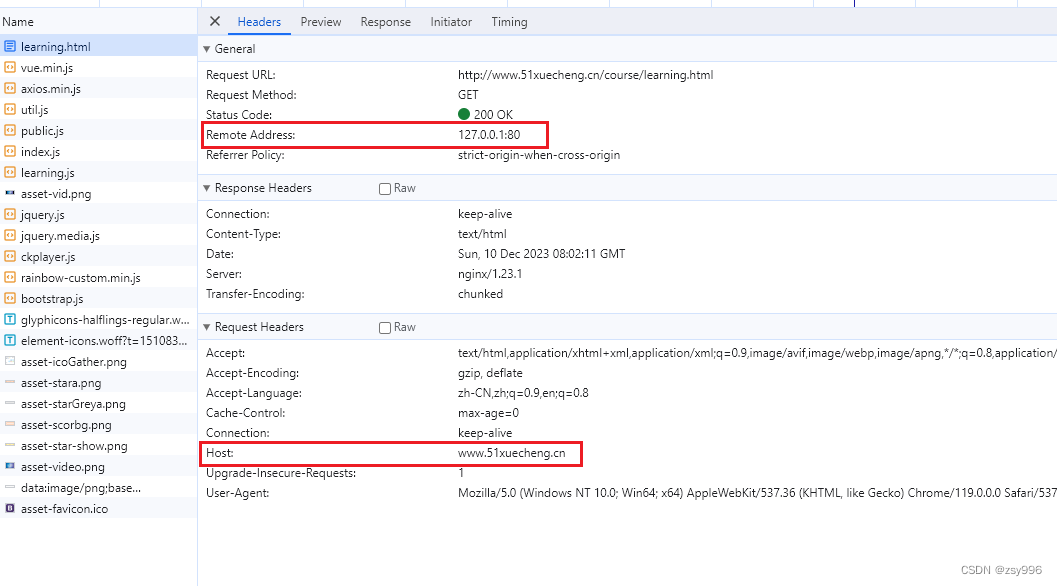 Name
learning.html
vue.min.js
axios.min.js
util.js
public.js
index.js
learning.js
asset-vid.png
jquery.js
jquery.media.js
ckplayer.js
rainbow-custom.min.js
bootstrap.js
glyphicons-halflings-regular.w...
element-icons.woff?t=151083...
asset-icoGather.png
asset-stara.png
asset-starGreya.png
asset-scorbg.png
asset-star-show.png
asset-video.png
data:image/png;base...
asset-favicon.ico
Headers Preview Response Initiator Timing
General
Request URL: http://www.51xuecheng.cn/course/learning.html
Request Method: GET
Status Code: 200 OK
Remote Address: 127.0.0.1:80
Referrer Policy: strict-origin-when-cross-origin
Response Headers Raw
Connection: keep-alive
Content-Type: text/html
Date: Sun, 10 Dec 2023 08:02:11 GMT
Server: nginx/1.23.1
Transfer-Encoding: chunked
Request Headers Raw
Accept: text/html,application/xhtml+xml,application/xml;q=0.9,image/avif,image/webp,image/apng,*/*;q=0.8,application/
Accept-Encoding: gzip, deflate
Accept-Language: zh-CN,zh;q=0.9,en;q=0.8
Cache-Control: max-age=0
Connection: keep-alive
Host: www.51xuecheng.cn
Upgrade-Insecure-Requests: 1
User-Agent: Mozilla/5.0 (Windows NT 10.0; Win64; x64) AppleWebKit/537.36 (KHTML, like Gecko) Chrome/119.0.0.0 Safari/537
CSDN @zsy996